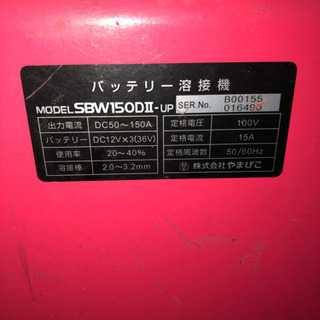 バッテリー溶接機
MODEL SBW150DⅡ-UP SER.No. B00155
016490
出力電流 DC50～150A 定格電圧 100V
バッテリー DC12V×3(36V) 定格電流 15A
使用率 20～40% 定格周波数 50/60Hz
溶接棒 2.0～3.2mm 株式会社 やまびこ